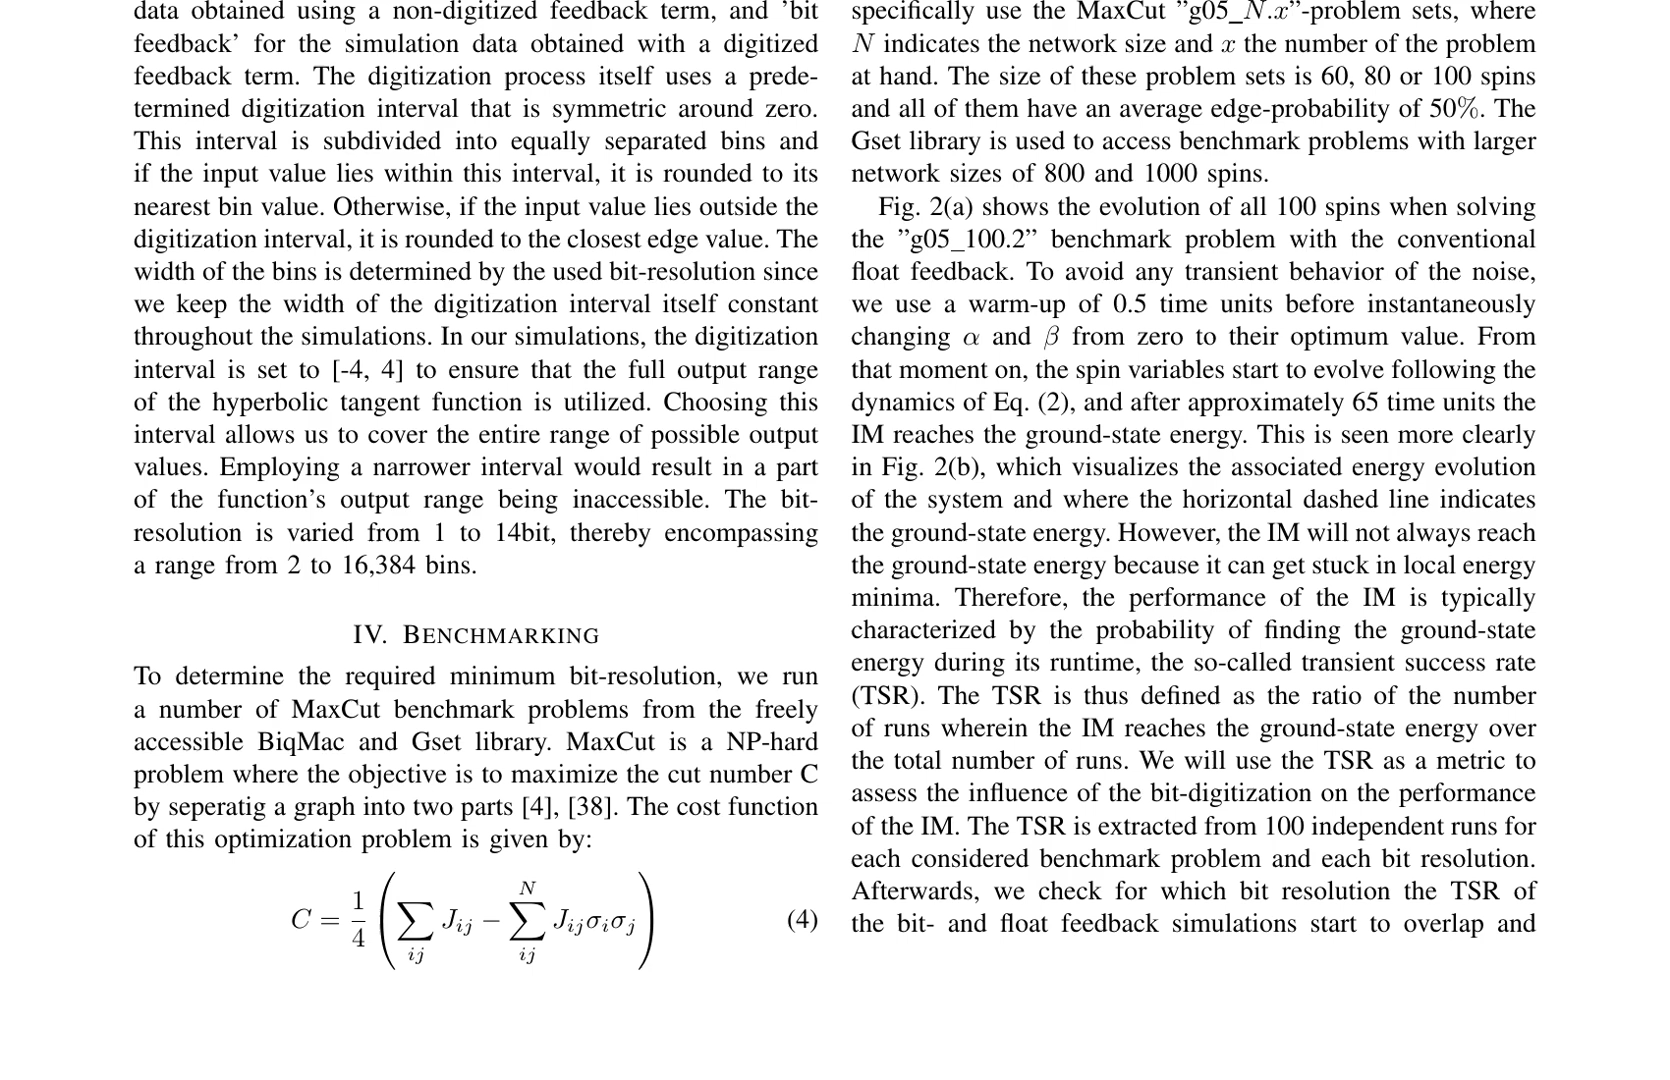 data obtained using a non-digitized feedback term, and ’bit
feedback’ for the simulation data obtained with a digitized
feedback term. The digitization process itself uses a prede-
termined digitization interval that is symmetric around zero.
This interval is subdivided into equally separated bins and
if the input value lies within this interval, it is rounded to its
nearest bin value. Otherwise, if the input value lies outside the
digitization interval, it is rounded to the closest edge value. The
width of the bins is determined by the used bit-resolution since
we keep the width of the digitization interval itself constant
throughout the simulations. In our simulations, the digitization
interval is set to [-4, 4] to ensure that the full output range
of the hyperbolic tangent function is utilized. Choosing this
interval allows us to cover the entire range of possible output
values. Employing a narrower interval would result in a part
of the function’s output range being inaccessible. The bit-
resolution is varied from 1 to 14bit, thereby encompassing
a range from 2 to 16,384 bins.
IV. BENCHMARKING
To determine the required minimum bit-resolution, we run
a number of MaxCut benchmark problems from the freely
accessible BiqMac and Gset library. MaxCut is a NP-hard
problem where the objective is to maximize the cut number C
by seperatig a graph into two parts [4], [38]. The cost function
of this optimization problem is given by:
C = 1/4 ( ∑_{ij} J_{ij} − ∑_{ij}^{N} J_{ij}σ_iσ_j ) (4)
specifically use the MaxCut ”g05_N.x”-problem sets, where
N indicates the network size and x the number of the problem
at hand. The size of these problem sets is 60, 80 or 100 spins
and all of them have an average edge-probability of 50%. The
Gset library is used to access benchmark problems with larger
network sizes of 800 and 1000 spins.
Fig. 2(a) shows the evolution of all 100 spins when solving
the ”g05_100.2” benchmark problem with the conventional
float feedback. To avoid any transient behavior of the noise,
we use a warm-up of 0.5 time units before instantaneously
changing α and β from zero to their optimum value. From
that moment on, the spin variables start to evolve following the
dynamics of Eq. (2), and after approximately 65 time units the
IM reaches the ground-state energy. This is seen more clearly
in Fig. 2(b), which visualizes the associated energy evolution
of the system and where the horizontal dashed line indicates
the ground-state energy. However, the IM will not always reach
the ground-state energy because it can get stuck in local energy
minima. Therefore, the performance of the IM is typically
characterized by the probability of finding the ground-state
energy during its runtime, the so-called transient success rate
(TSR). The TSR is thus defined as the ratio of the number
of runs wherein the IM reaches the ground-state energy over
the total number of runs. We will use the TSR as a metric to
assess the influence of the bit-digitization on the performance
of the IM. The TSR is extracted from 100 independent runs for
each considered benchmark problem and each bit resolution.
Afterwards, we check for which bit resolution the TSR of
the bit- and float feedback simulations start to overlap and